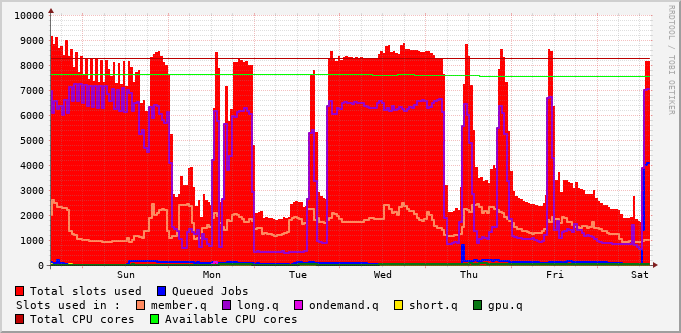 10000
9000
8000
7000
6000
5000
4000
3000
2000
1000
0
Sun Mon Tue Wed Thu Fri Sat
Total slots used Queued Jobs
Slots used in : member.q long.q ondemand.q short.q gpu.q
Total CPU cores Available CPU cores
RRDTOOL / TOBI OETIKER